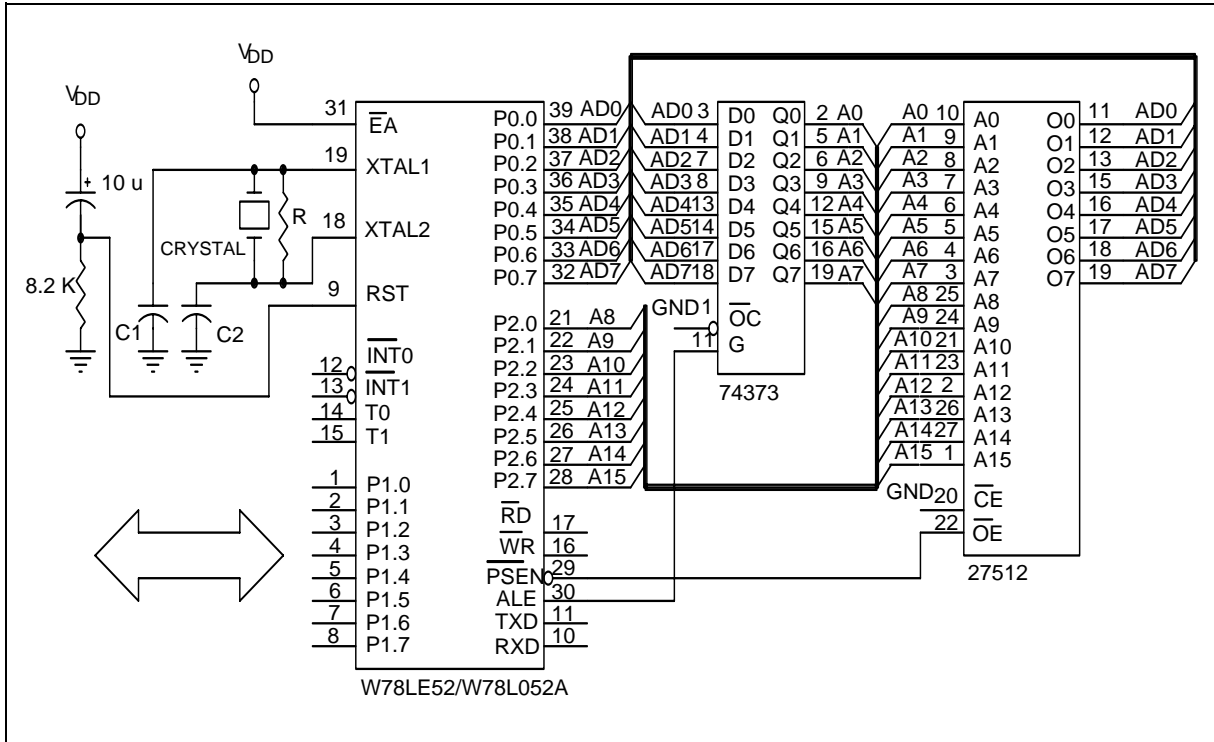 VDD
VDD
10 u
8.2 K
C1
C2
CRYSTAL
R
31 EA
19 XTAL1
18 XTAL2
9 RST
12 INT0
13 INT1
14 T0
15 T1
1 P1.0
2 P1.1
3 P1.2
4 P1.3
5 P1.4
6 P1.5
7 P1.6
8 P1.7
P0.0 39 AD0
P0.1 38 AD1
P0.2 37 AD2
P0.3 36 AD3
P0.4 35 AD4
P0.5 34 AD5
P0.6 33 AD6
P0.7 32 AD7
P2.0 21 A8
P2.1 22 A9
P2.2 23 A10
P2.3 24 A11
P2.4 25 A12
P2.5 26 A13
P2.6 27 A14
P2.7 28 A15
RD 17
WR 16
PSEN 29
ALE 30
TXD 11
RXD 10
W78LE52/W78L052A
AD0 3 D0 Q0 2 A0
AD1 4 D1 Q1 5 A1
AD2 7 D2 Q2 6 A2
AD3 8 D3 Q3 9 A3
AD4 13 D4 Q4 12 A4
AD5 14 D5 Q5 15 A5
AD6 17 D6 Q6 16 A6
AD7 18 D7 Q7 19 A7
GND 1 OC
11 G
74373
A0 10 A0 O0 11 AD0
A1 9 A1 O1 12 AD1
A2 8 A2 O2 13 AD2
A3 7 A3 O3 15 AD3
A4 6 A4 O4 16 AD4
A5 5 A5 O5 17 AD5
A6 4 A6 O6 18 AD6
A7 3 A7 O7 19 AD7
A8 25 A8
A9 24 A9
A10 21 A10
A11 23 A11
A12 2 A12
A13 26 A13
A14 27 A14
A15 1 A15
GND 20 CE
22 OE
27512